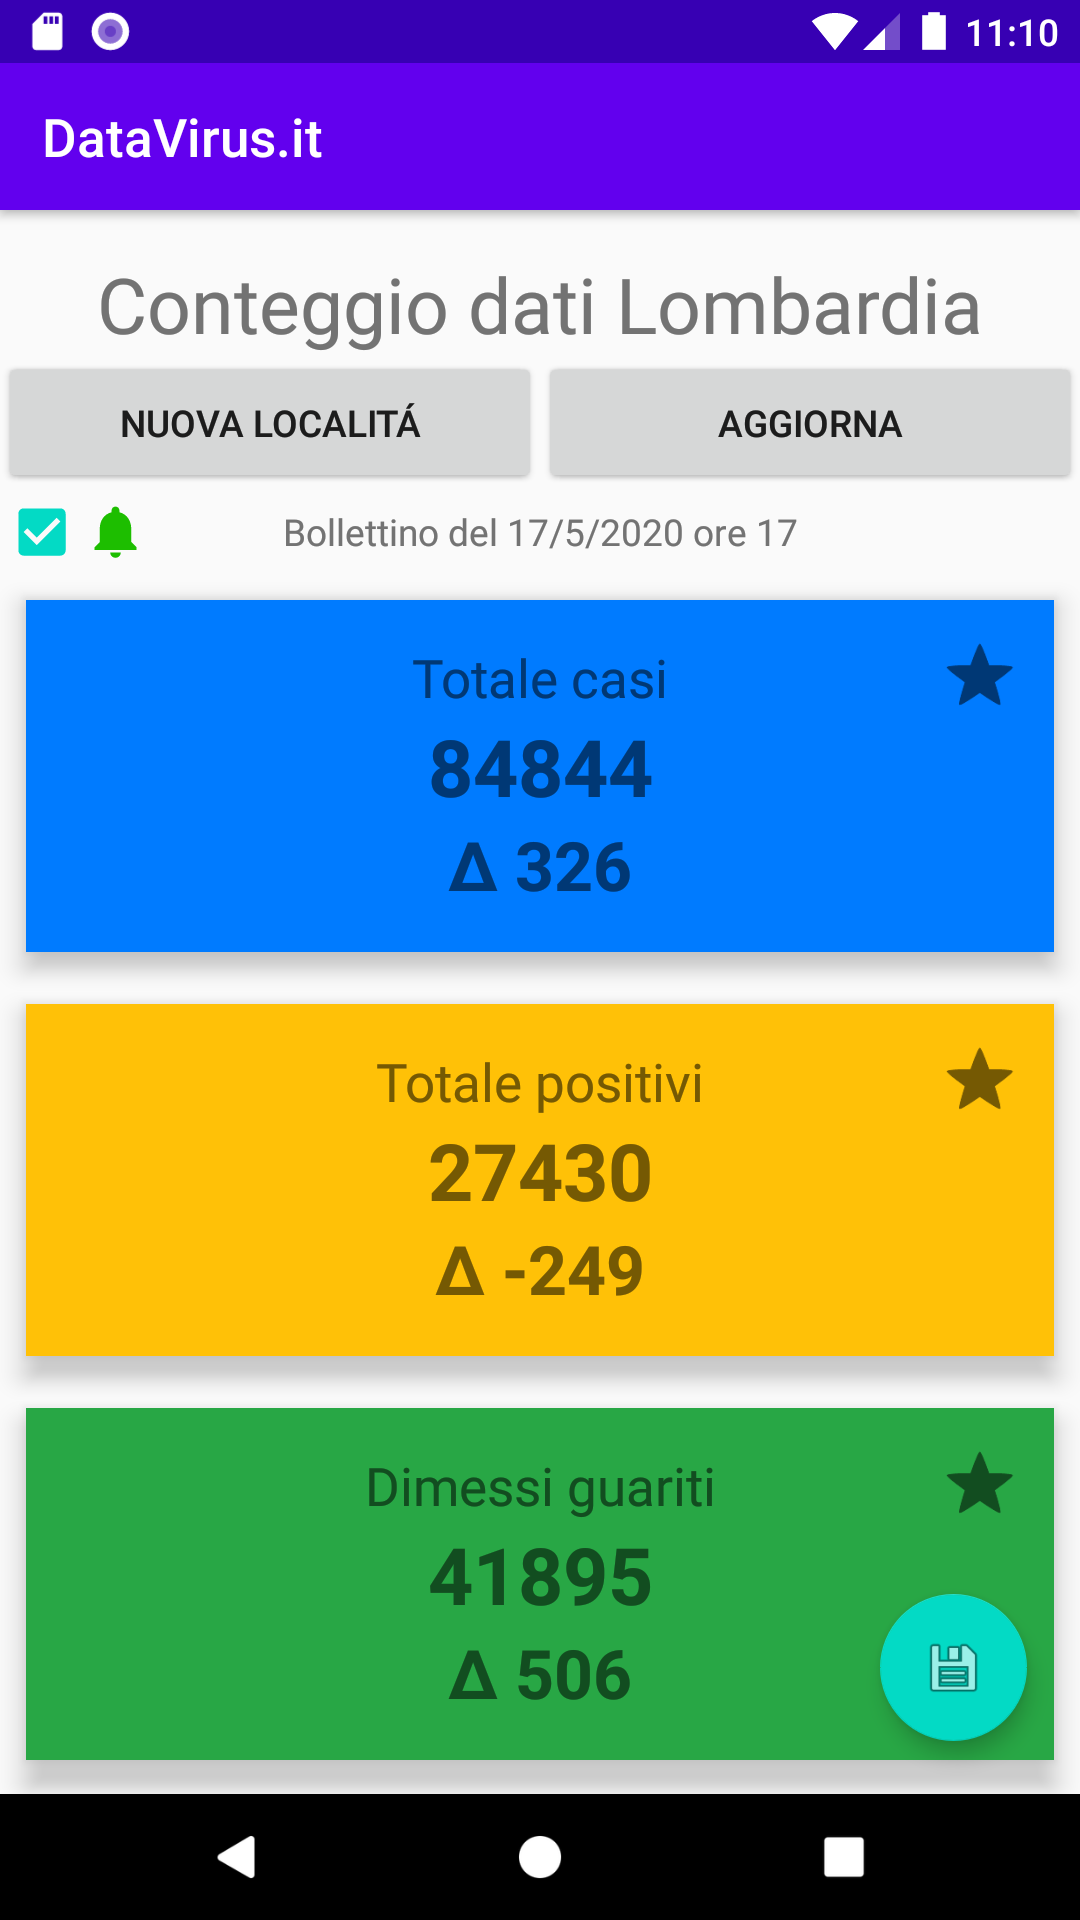 11:10
DataVirus.it
Conteggio dati Lombardia
NUOVA LOCALITÁ
AGGIORNA
Bollettino del 17/5/2020 ore 17
Totale casi
84844
Δ 326
Totale positivi
27430
Δ -249
Dimessi guariti
41895
Δ 506